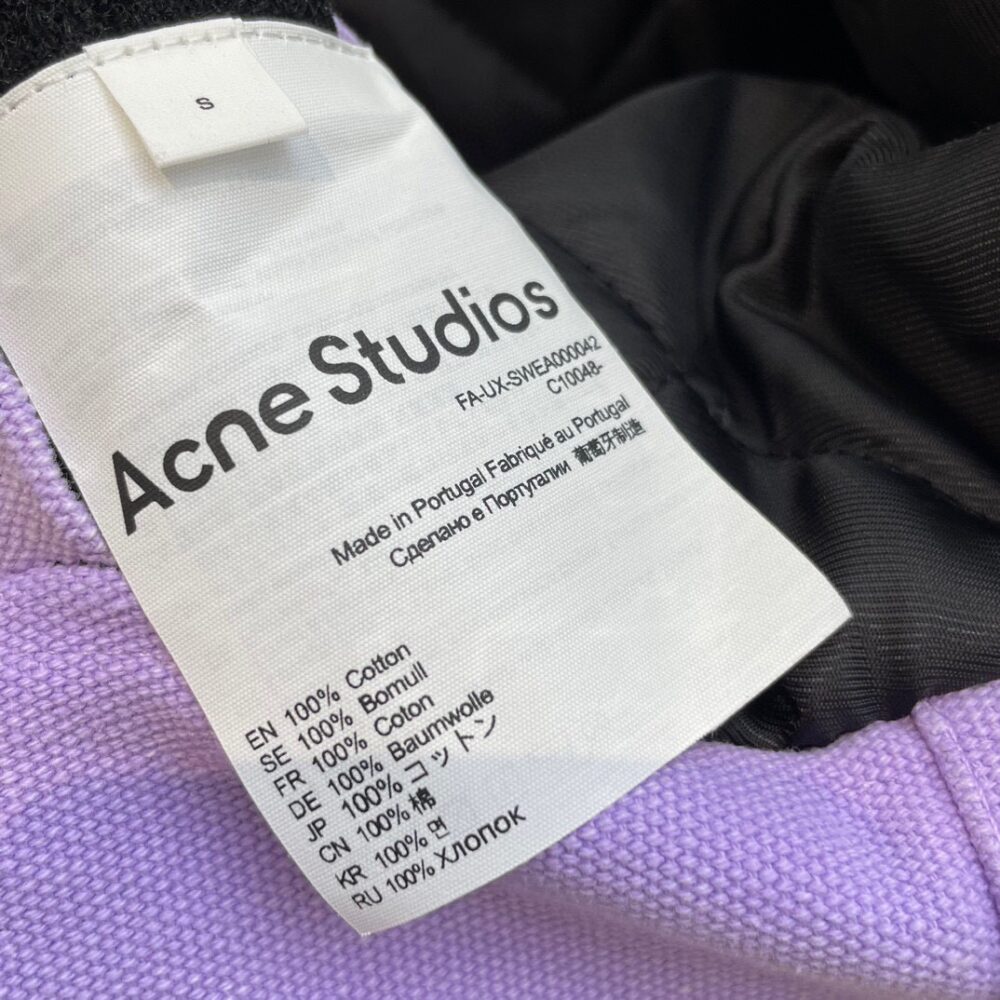 S
Acne Studios
FA-UX-SWEA000042
C10048-
Made in Portugal Fabriqué au Portugal
Сделано е Португалии 葡萄牙制造
EN 100% Cotton
SE 100% Bomull
FR 100% Coton
DE 100% Baumwolle
JP 100% コットン
CN 100% 棉
KR 100% 면
RU 100% ХЛОПОК